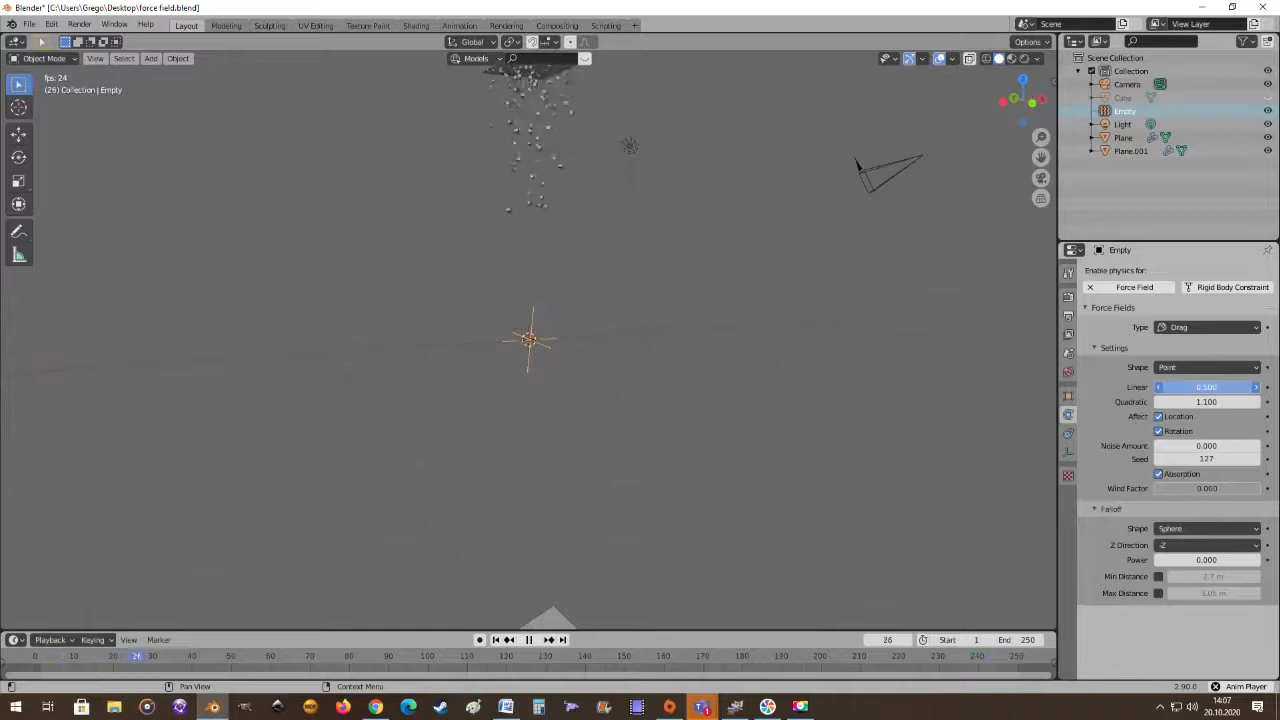 Blender* [C:\Users\Grego\Desktop\force field.blend]
File Edit Render Window Help Layout Modeling Sculpting UV Editing Texture Paint Shading Animation Rendering Compositing Scripting + Scene View Layer
Global Options
Object Mode View Select Add Object Models
fps: 24
(26) Collection | Empty
Scene Collection
Collection
Camera
Cube
Empty
Light
Plane
Plane.001
Empty
Enable physics for:
Force Field Rigid Body Constraint
Force Fields
Type Drag
Settings
Shape Point
Linear 0.500
Quadratic 1.100
Affect Location
Rotation
Noise Amount 0.000
Seed 127
Absorption
Wind Factor 0.000
Falloff
Shape Sphere
Z Direction -Z
Power 0.000
Min Distance 2.7 m
Max Distance 3.05 m
Playback Keying View Marker 26 Start 1 End 250
0 10 20 26 30 40 50 60 70 80 90 100 110 120 130 140 150 160 170 180 190 200 210 220 230 240 250
Pan View Context Menu 2.90.0 Anim Player
14:07
20.10.2020